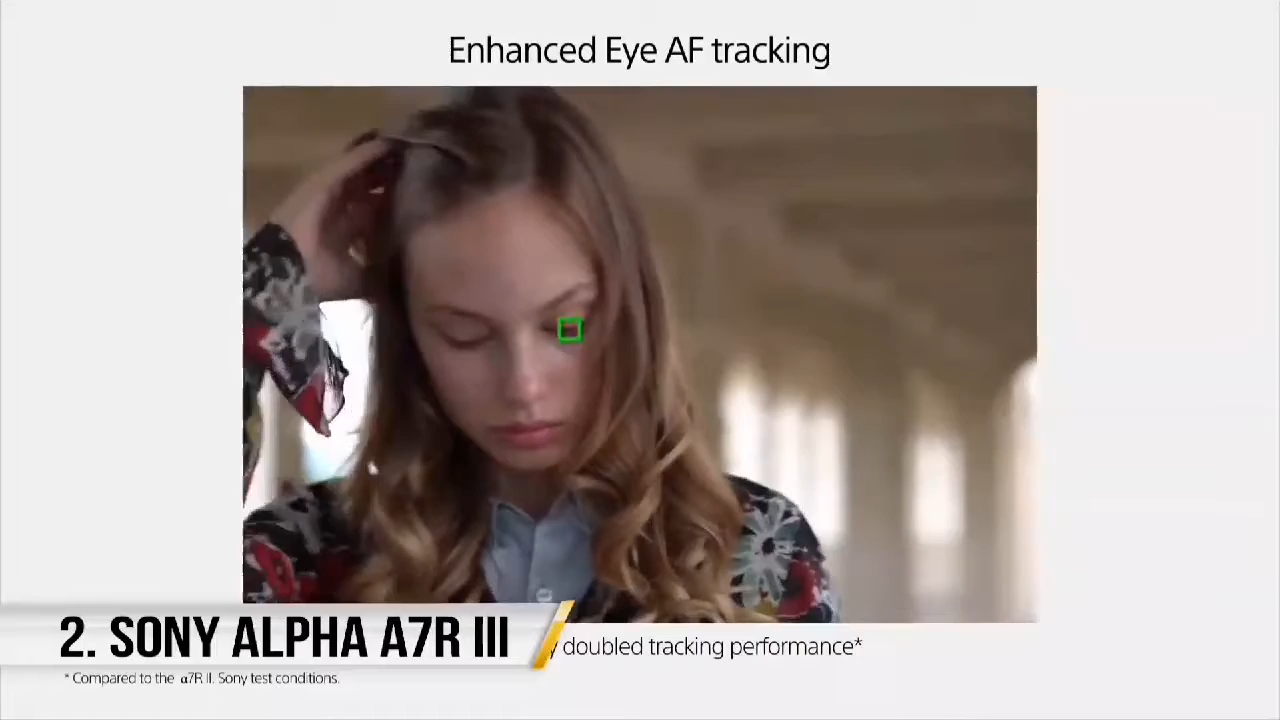 Enhanced Eye AF tracking
2. SONY ALPHA A7R III
doubled tracking performance*
* Compared to the α7R II. Sony test conditions.